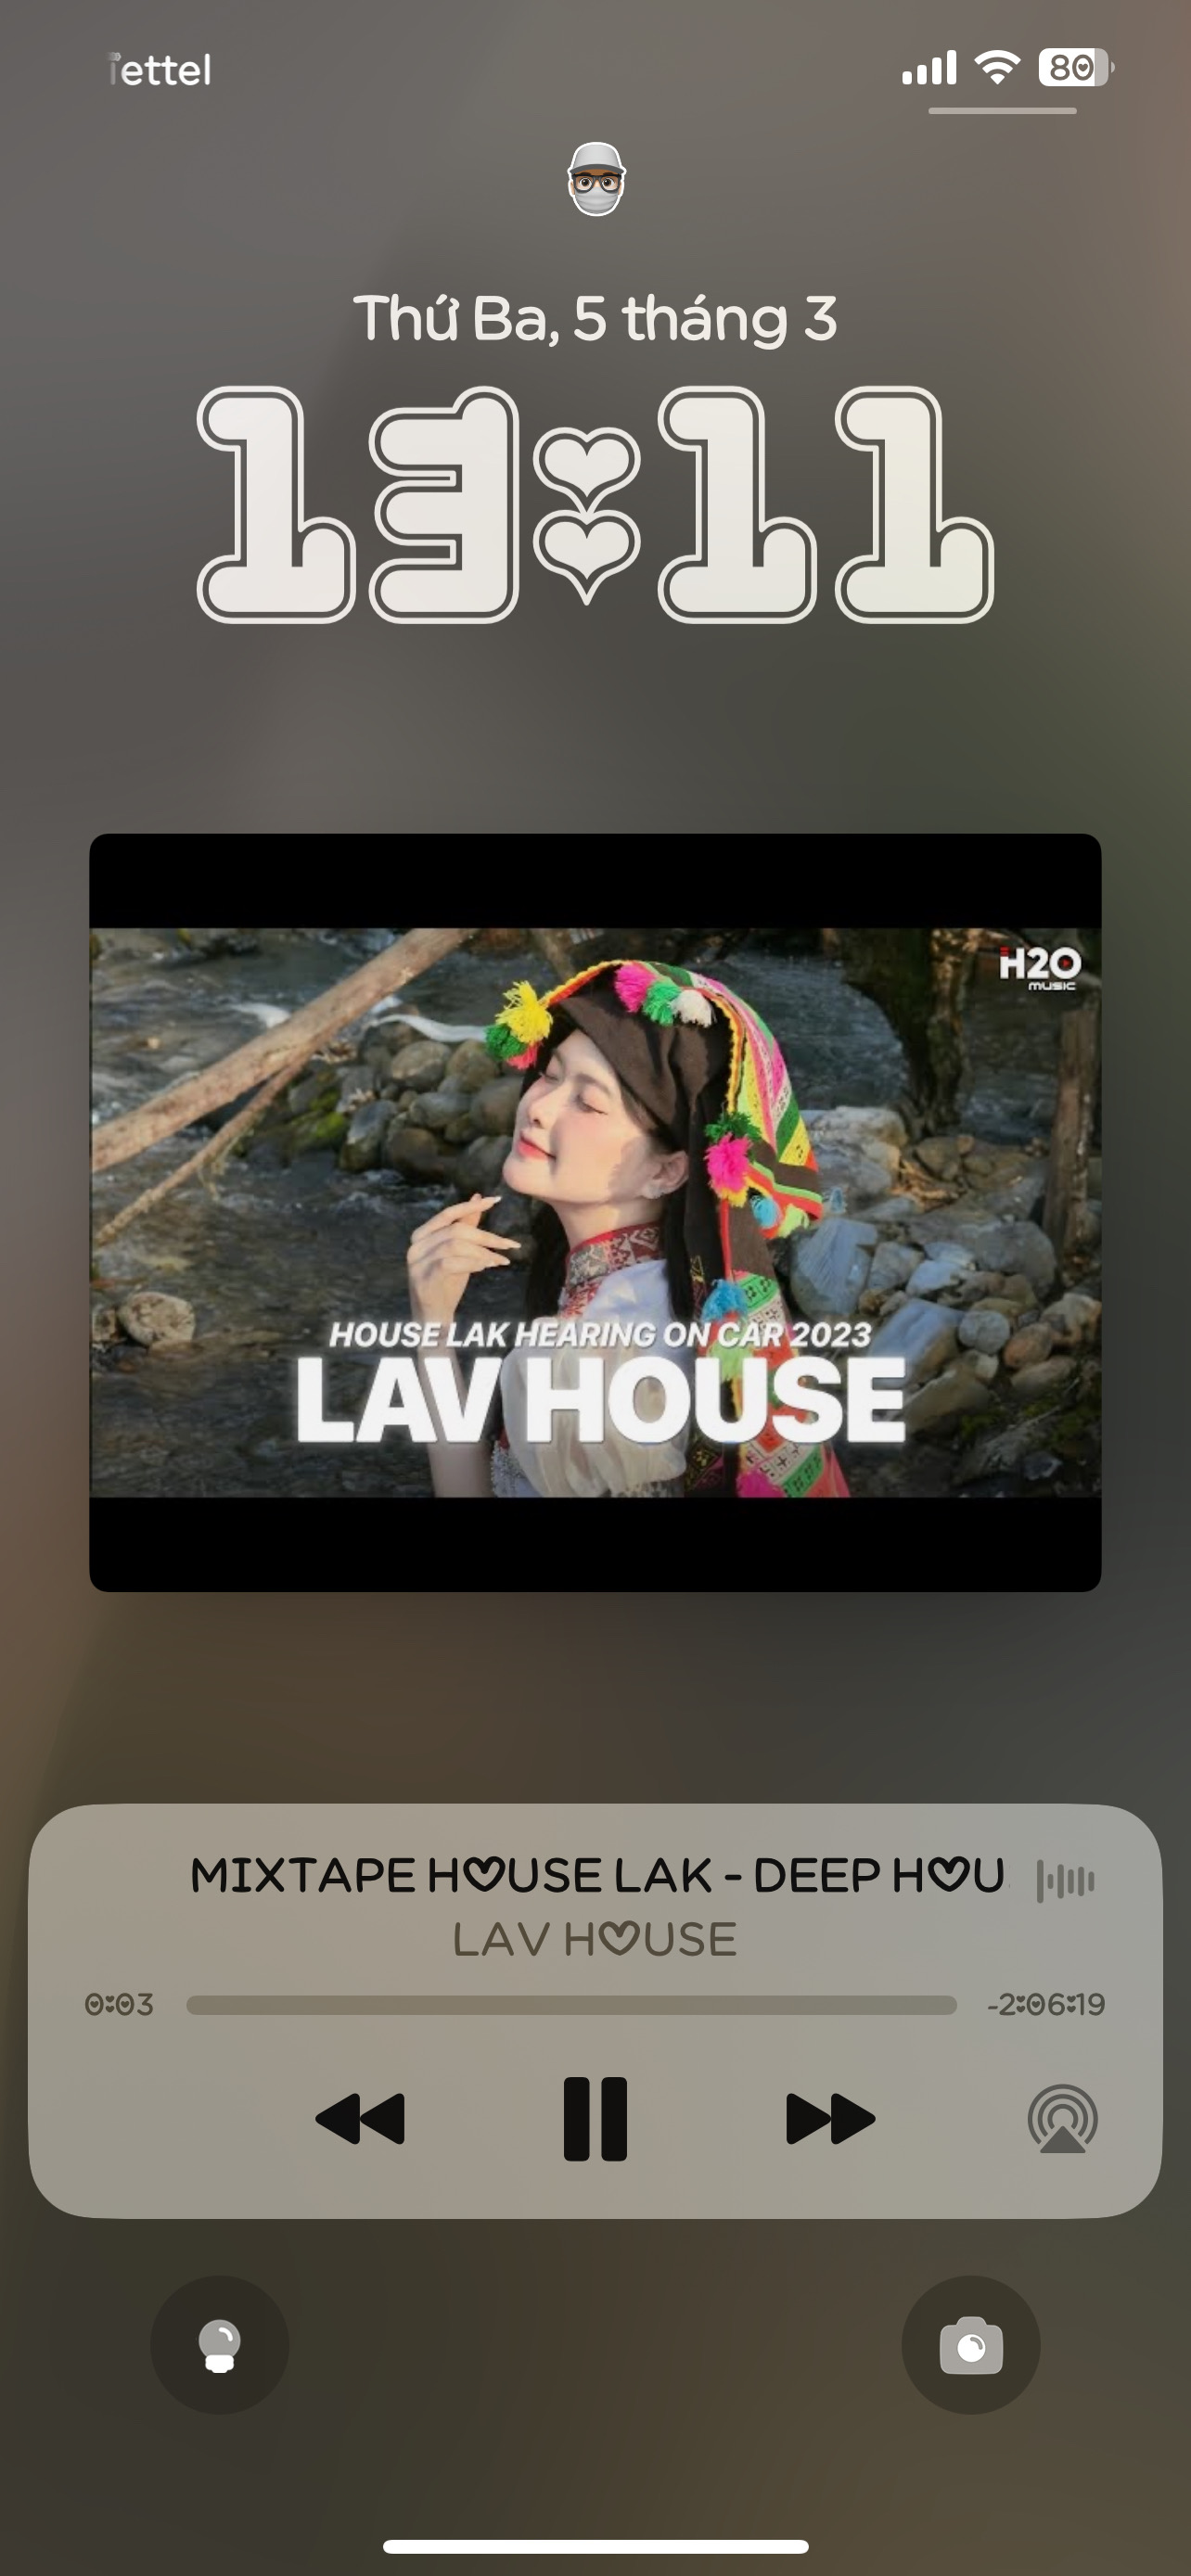 ettel
80
Thứ Ba, 5 tháng 3
13:11
H2O
MUSIC
HOUSE LAK HEARING ON CAR 2023
LAV HOUSE
MIXTAPE HOUSE LAK - DEEP HOU
LAV HOUSE
0:03
-2:06:19